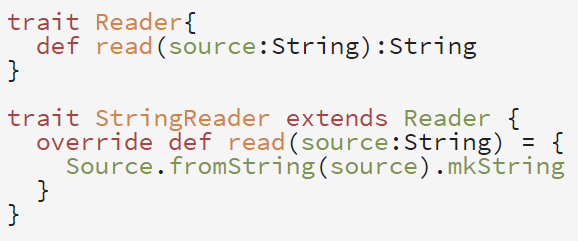 trait Reader{
  def read(source:String):String
}
trait StringReader extends Reader {
  override def read(source:String) = {
    Source.fromString(source).mkString
  }
}